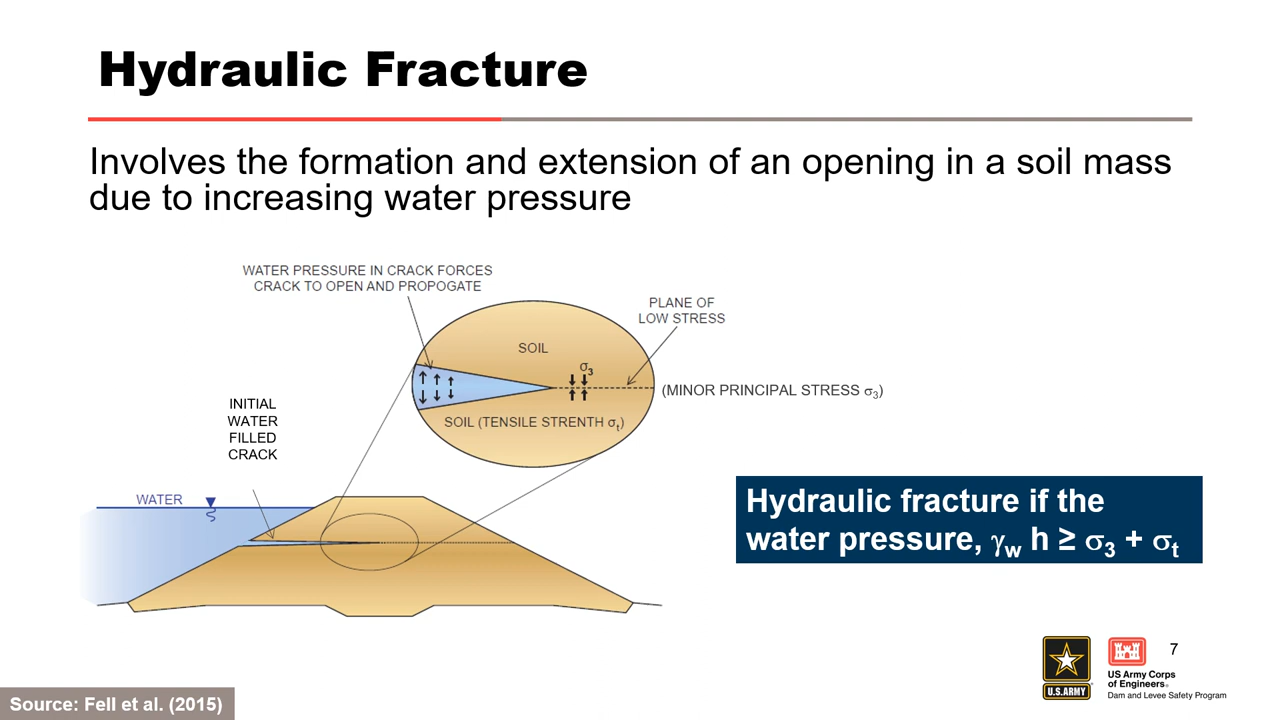 Hydraulic Fracture
Involves the formation and extension of an opening in a soil mass
due to increasing water pressure
WATER PRESSURE IN CRACK FORCES
CRACK TO OPEN AND PROPOGATE
PLANE OF
LOW STRESS
SOIL
σ3
(MINOR PRINCIPAL STRESS σ3)
SOIL (TENSILE STRENTH σt)
INITIAL
WATER
FILLED
CRACK
WATER
Hydraulic fracture if the
water pressure, γw h ≥ σ3 + σt
U.S.ARMY
US Army Corps
of Engineers®
Dam and Levee Safety Program
7
Source: Fell et al. (2015)